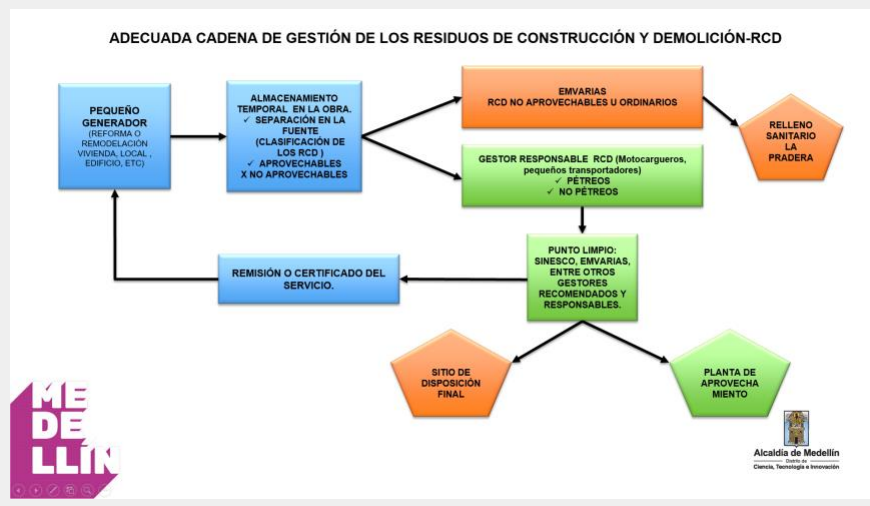 ADECUADA CADENA DE GESTIÓN DE LOS RESIDUOS DE CONSTRUCCIÓN Y DEMOLICIÓN-RCD
PEQUEÑO
GENERADOR
(REFORMA O
REMODELACIÓN
VIVIENDA, LOCAL ,
EDIFICIO, ETC)
ALMACENAMIENTO
TEMPORAL EN LA OBRA.
✓ SEPARACIÓN EN LA
FUENTE
(CLASIFICACIÓN DE
LOS RCD )
✓ APROVECHABLES
X NO APROVECHABLES
EMVARIAS
RCD NO APROVECHABLES U ORDINARIOS
RELLENO
SANITARIO
LA
PRADERA
GESTOR RESPONSABLE RCD (Motocargueros,
pequeños transportadores)
✓ PÉTREOS
✓ NO PÉTREOS
PUNTO LIMPIO:
SINESCO, EMVARIAS,
ENTRE OTROS
GESTORES
RECOMENDADOS Y
RESPONSABLES.
REMISIÓN O CERTIFICADO DEL
SERVICIO.
SITIO DE
DISPOSICIÓN
FINAL
PLANTA DE
APROVECHA
MIENTO
ME
DE
LLÍN
Alcaldía de Medellín
Distrito de
Ciencia, Tecnología e Innovación